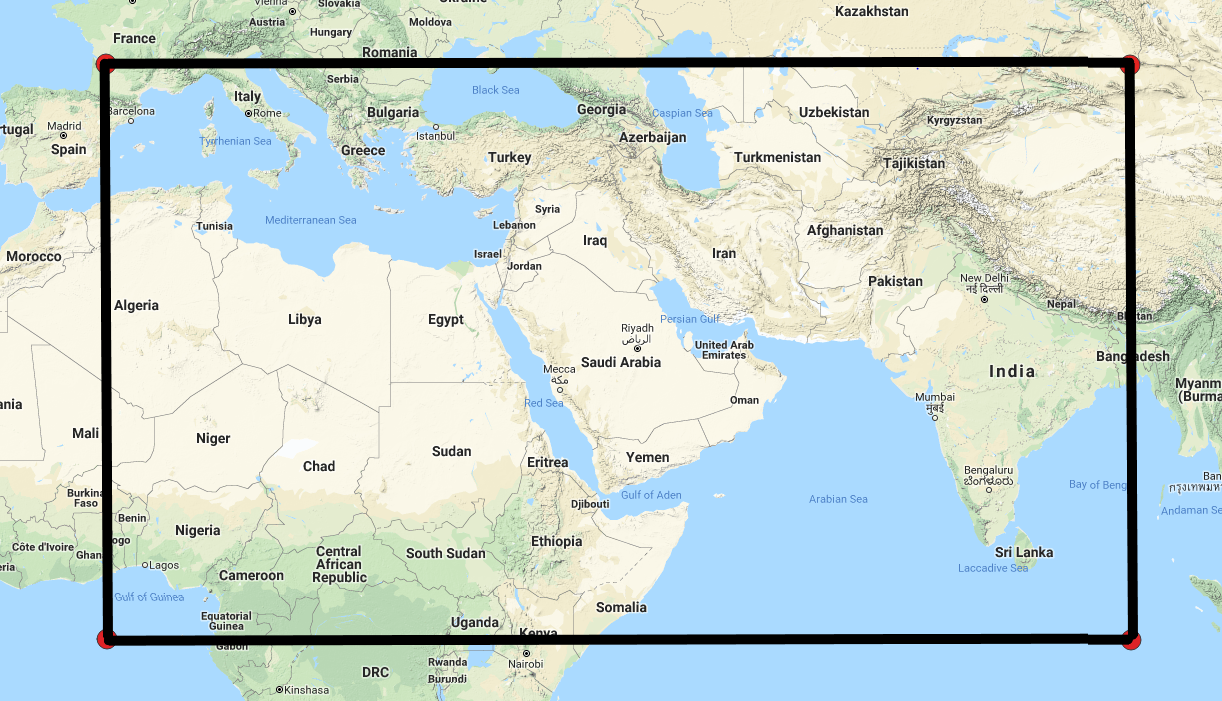 Vienna
Slovakia
Ukraine
Austria
Hungary
Moldova
Kazakhstan
France
Romania
Serbia
Italy
Rome
Black Sea
Bulgaria
Istanbul
Georgia
Caspian Sea
Uzbekistan
Kyrgyzstan
Barcelona
Madrid
rtugal
Spain
Tyrrhenian Sea
Greece
Turkey
Azerbaijan
Turkmenistan
Tajikistan
Mediterranean Sea
Tunisia
Syria
Lebanon
Iraq
Afghanistan
Morocco
Israel
Jordan
Iran
Pakistan
New Delhi
नई दिल्ली
Algeria
Libya
Egypt
Persian Gulf
Nepal
Bhutan
Riyadh
الرياض
Saudi Arabia
United Arab
Emirates
Bangladesh
India
Mecca
مكة
Red Sea
Oman
Mumbai
मुंबई
Myanm
(Burma
ania
Mali
Niger
Chad
Sudan
Eritrea
Yemen
Bengaluru
ಬೆಂಗಳೂರು
Burkina
Faso
Djibouti
Gulf of Aden
Arabian Sea
Bay of Beng
Ban
กรุงเทพมห
Andaman Se
Benin
Nigeria
ogo
Côte d'Ivoire
Ghana
eria
Lagos
Central
African
Republic
South Sudan
Ethiopia
Cameroon
Sri Lanka
Laccadive Sea
Gulf of Guinea
Equatorial
Guinea
Somalia
Uganda
Kenya
Gabon
Nairobi
DRC
Rwanda
Burundi
Kinshasa